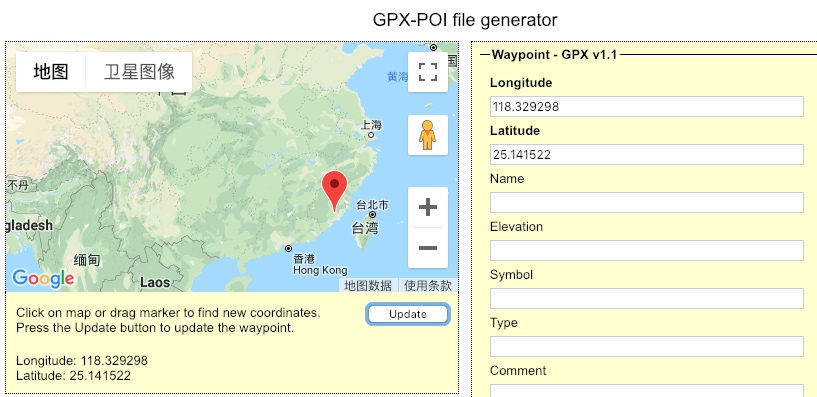 GPX-POI file generator
地图
卫星图像
黄海
国
中国
上海
不丹
台北市
gladesh
台湾
缅甸
香港
Hong Kong
Laos
Google
地图数据
使用条款
Click on map or drag marker to find new coordinates.
Press the Update button to update the waypoint.
Update
Longitude: 118.329298
Latitude: 25.141522
Waypoint - GPX v1.1
Longitude
118.329298
Latitude
25.141522
Name
Elevation
Symbol
Type
Comment